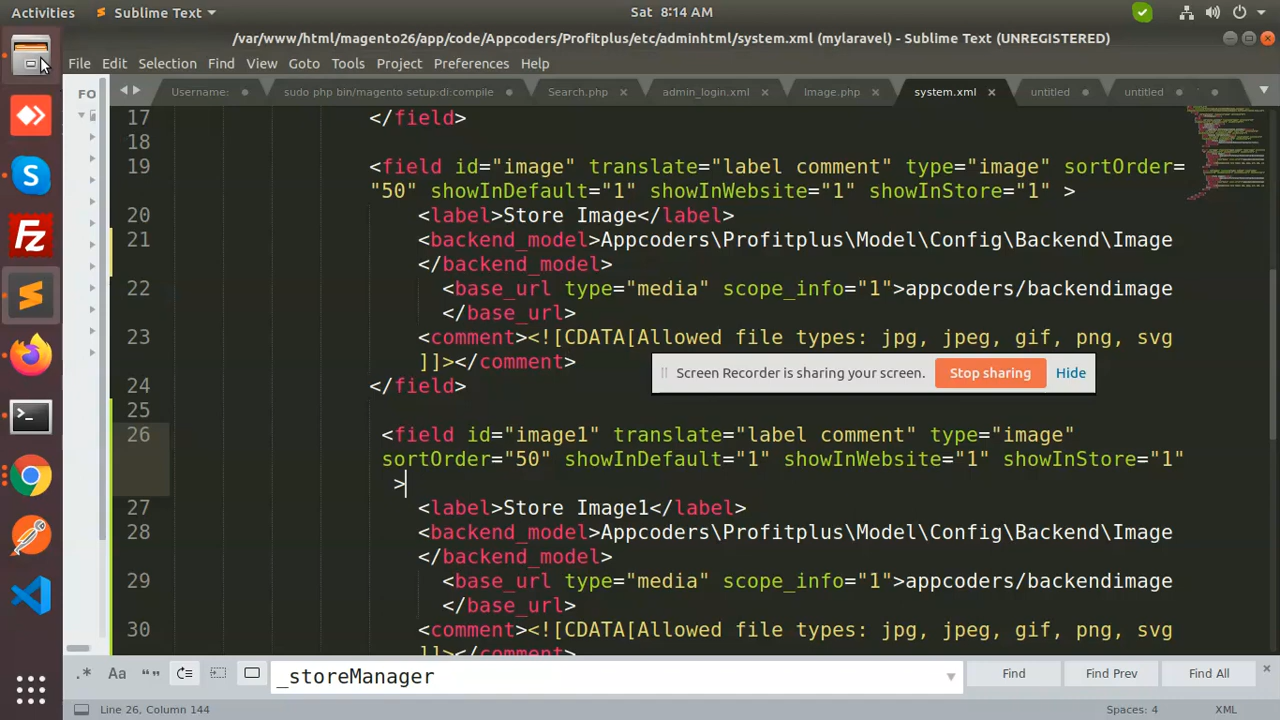 Activities Sublime Text Sat 8:14 AM
/var/www/html/magento26/app/code/Appcoders/Profitplus/etc/adminhtml/system.xml (mylaravel) - Sublime Text (UNREGISTERED)
File Edit Selection Find View Goto Tools Project Preferences Help
FO Username: sudo php bin/magento setup:di:compile Search.php admin_login.xml Image.php system.xml untitled untitled
17 </field>
18
19 <field id="image" translate="label comment" type="image" sortOrder=
"50" showInDefault="1" showInWebsite="1" showInStore="1" >
20 <label>Store Image</label>
21 <backend_model>Appcoders\Profitplus\Model\Config\Backend\Image
</backend_model>
22 <base_url type="media" scope_info="1">appcoders/backendimage
</base_url>
23 <comment><![CDATA[Allowed file types: jpg, jpeg, gif, png, svg
]]></comment>
Screen Recorder is sharing your screen. Stop sharing Hide
24 </field>
25
26 <field id="image1" translate="label comment" type="image"
sortOrder="50" showInDefault="1" showInWebsite="1" showInStore="1"
>
27 <label>Store Image1</label>
28 <backend_model>Appcoders\Profitplus\Model\Config\Backend\Image
</backend_model>
29 <base_url type="media" scope_info="1">appcoders/backendimage
</base_url>
30 <comment><![CDATA[Allowed file types: jpg, jpeg, gif, png, svg
]]></comment>
.* Aa “” _storeManager Find Find Prev Find All
Line 26, Column 144 Spaces: 4 XML